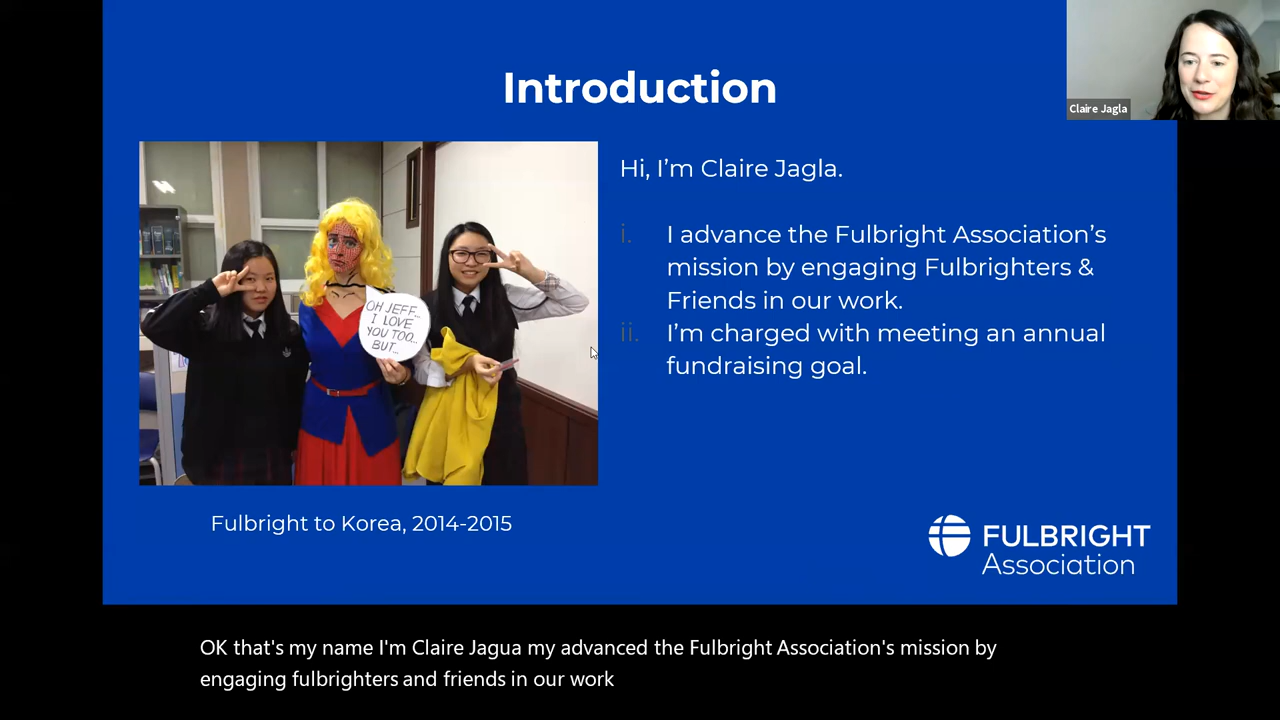 Introduction
Claire Jagla
Hi, I’m Claire Jagla.
i. I advance the Fulbright Association’s
mission by engaging Fulbrighters &
Friends in our work.
ii. I’m charged with meeting an annual
fundraising goal.
OH JEFF...
I LOVE
YOU TOO...
BUT...
Fulbright to Korea, 2014-2015
FULBRIGHT
Association
OK that's my name I'm Claire Jagua my advanced the Fulbright Association's mission by
engaging fulbrighters and friends in our work